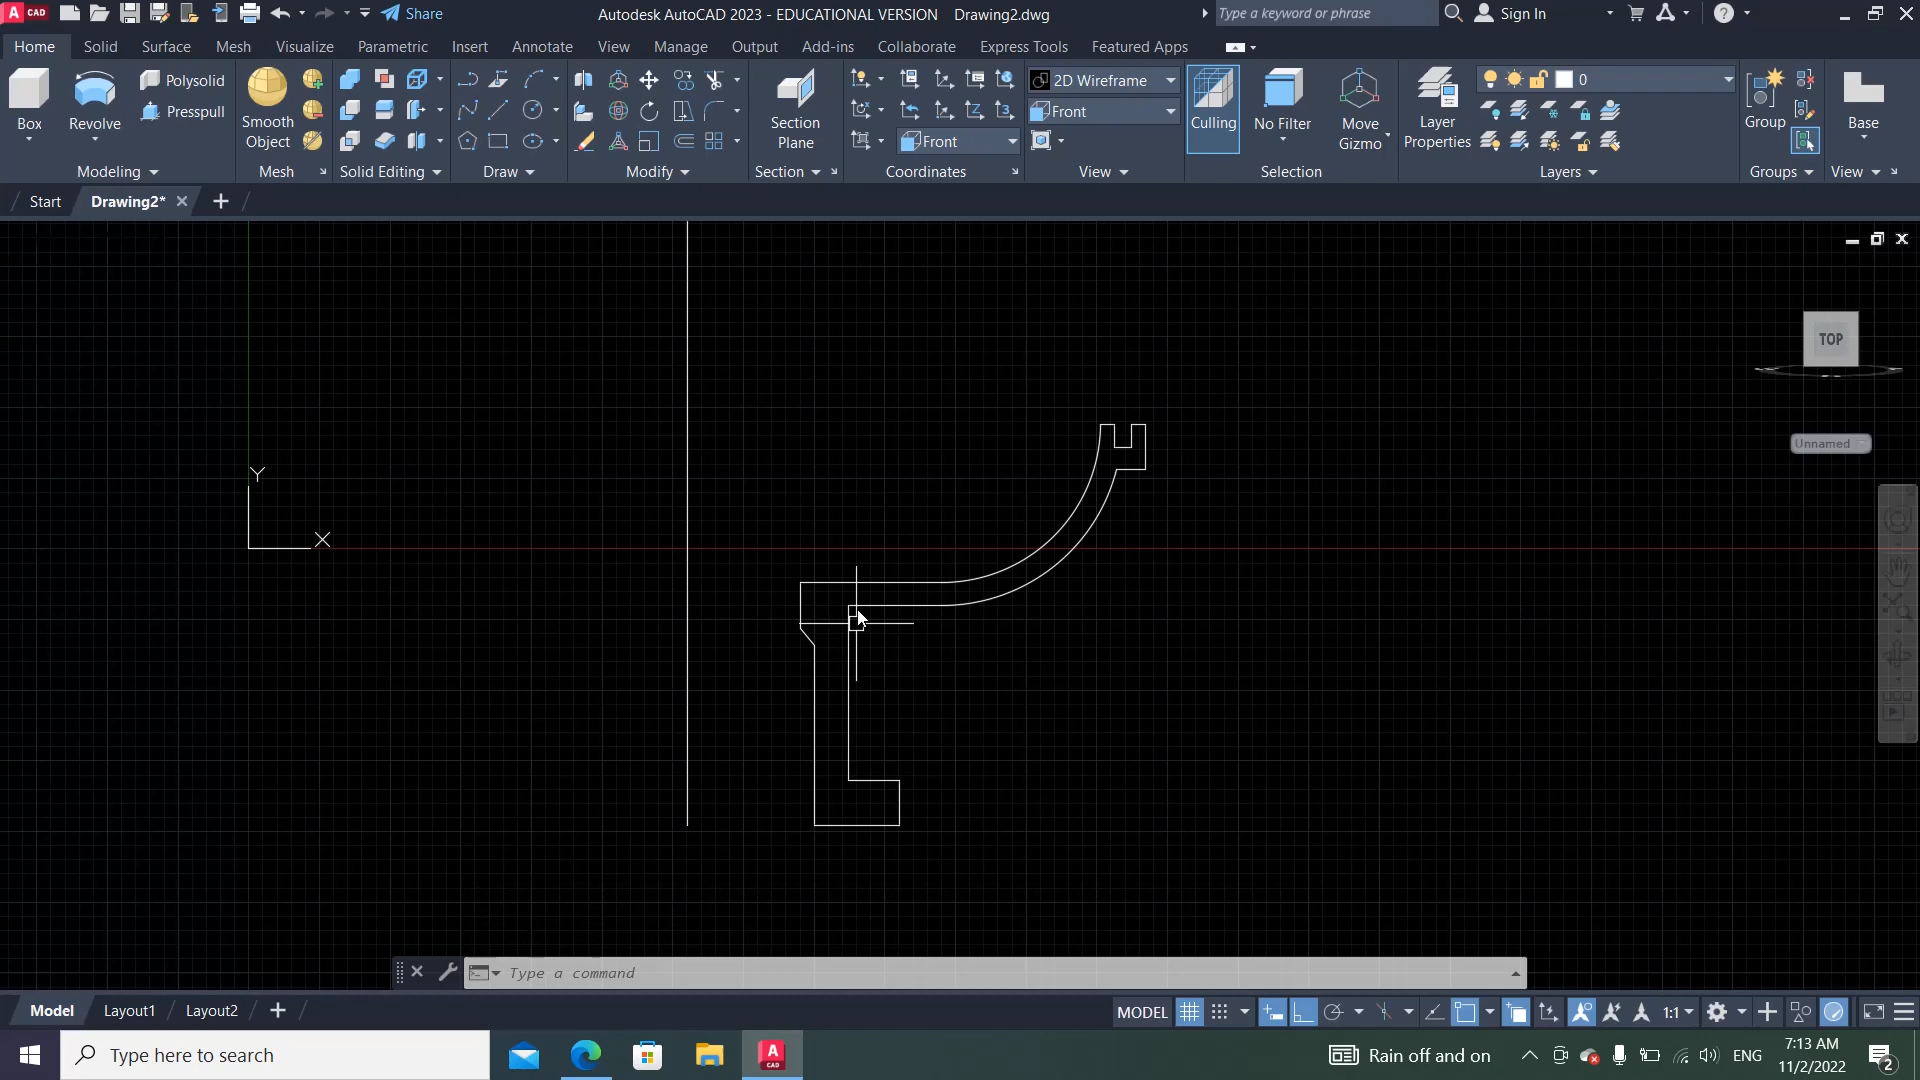 A CAD
Share
Autodesk AutoCAD 2023 - EDUCATIONAL VERSION Drawing2.dwg
Type a keyword or phrase
Sign In
Home Solid Surface Mesh Visualize Parametric Insert Annotate View Manage Output Add-ins Collaborate Express Tools Featured Apps
Box
Revolve
Polysolid
Presspull
Smooth
Object
Section
Plane
Front
2D Wireframe
Front
Culling
No Filter
Move
Gizmo
Layer
Properties
0
Group
Base
Modeling
Mesh
Solid Editing
Draw
Modify
Section
Coordinates
View
Selection
Layers
Groups
View
Start
Drawing2*
TOP
Unnamed
Y
X
Type a command
Model
Layout1
Layout2
MODEL
1:1
Type here to search
A
CAD
Rain off and on
ENG
7:13 AM
11/2/2022
2